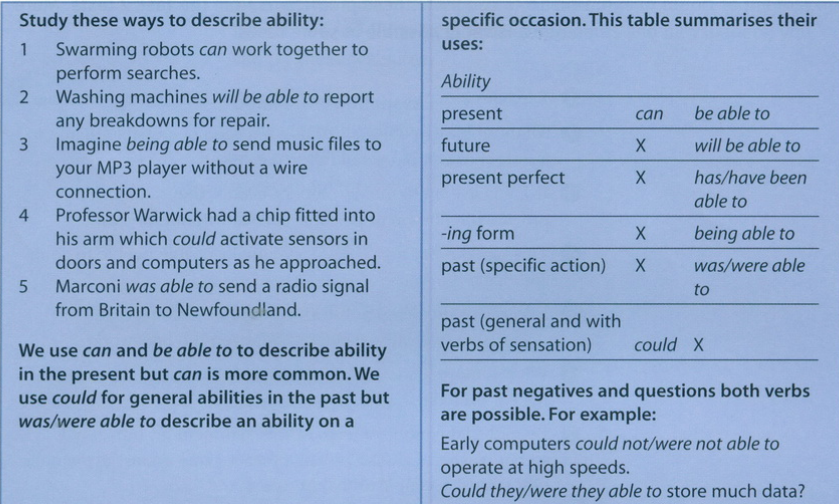 Study these ways to describe ability:
1 Swarming robots can work together to
perform searches.
2 Washing machines will be able to report
any breakdowns for repair.
3 Imagine being able to send music files to
your MP3 player without a wire
connection.
4 Professor Warwick had a chip fitted into
his arm which could activate sensors in
doors and computers as he approached.
5 Marconi was able to send a radio signal
from Britain to Newfoundland.
We use can and be able to to describe ability
in the present but can is more common. We
use could for general abilities in the past but
was/were able to describe an ability on a
specific occasion. This table summarises their
uses:
Ability
present can be able to
future X will be able to
present perfect X has/have been
able to
-ing form X being able to
past (specific action) X was/were able
to
past (general and with
verbs of sensation) could X
For past negatives and questions both verbs
are possible. For example:
Early computers could not/were not able to
operate at high speeds.
Could they/were they able to store much data?